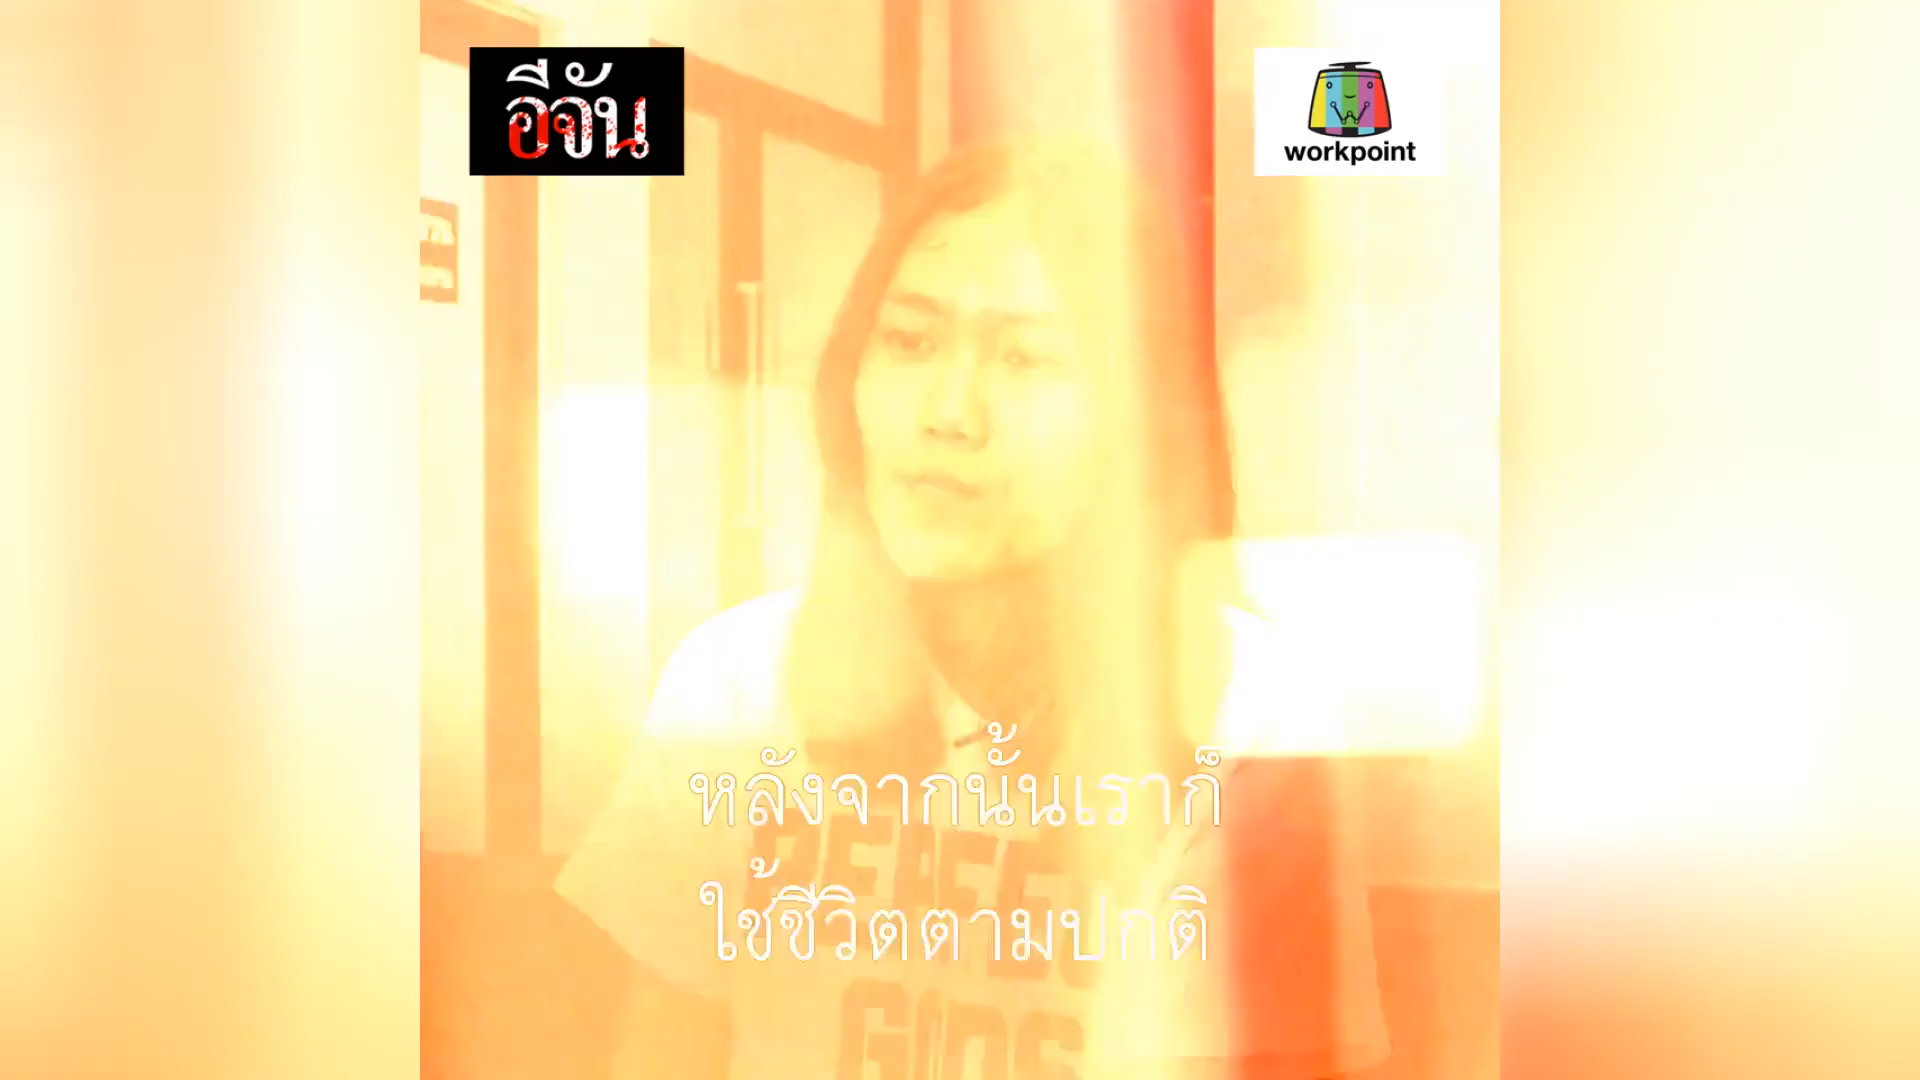 อีจัน
workpoint
หลังจากนั้นเราก็
ใช้ชีวิตตามปกติ